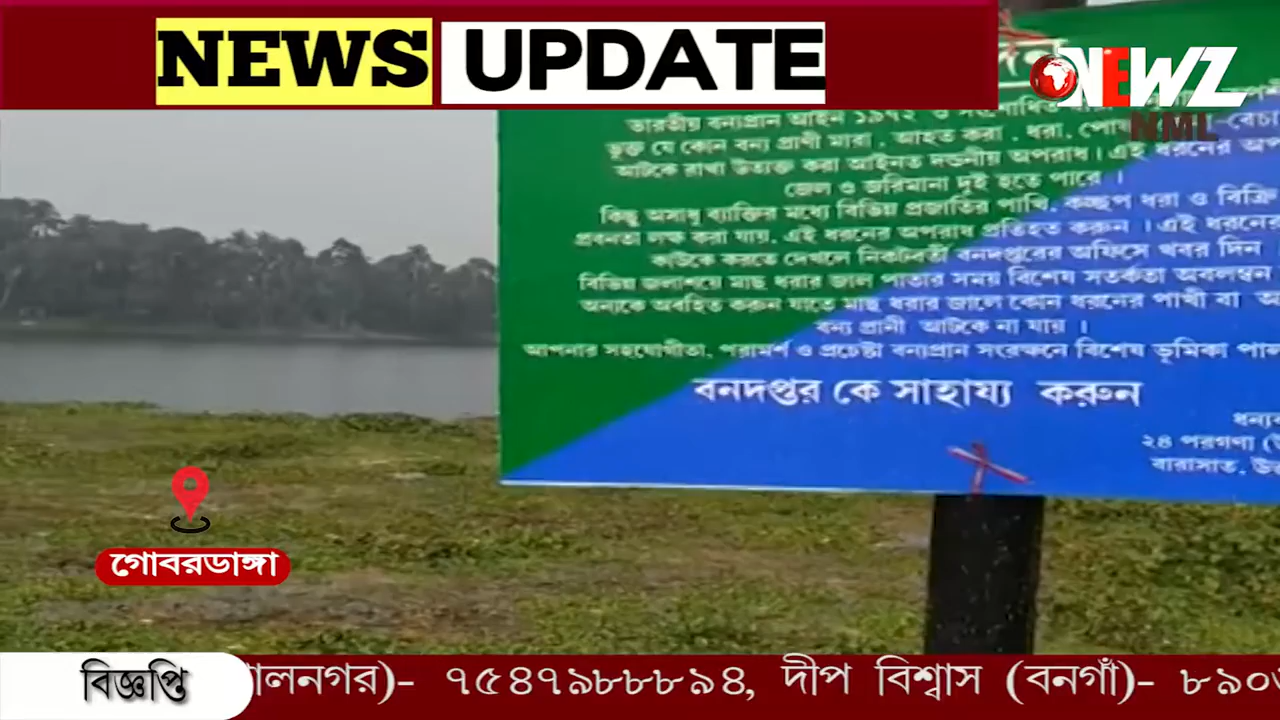 NEWS UPDATE
NEWZ
NML
ভারতীয় বন্যপ্রান আইন ১৯৭২ ও
ভুক্ত যে কোন বন্য প্রাণী মারা . আহত করা . ধরা.
আটকে রাখা উত্যক্ত করা আইনত দন্ডনীয় অপরাধ। এই ধরনের
জেল ও জরিমানা দুই হতে পারে ।
কিছু অসাধু ব্যাক্তির মধ্যে বিভিন্ন প্রজাতির পাখি. কচ্ছপ ধরা ও বিক্রি
প্রবনতা লক্ষ করা যায়. এই ধরনের অপরাধ প্রতিহত করুন । এই ধরনের
কাউকে করতে দেখলে নিকটবর্তী বনদপ্তরের অফিসে খবর দিন
বিভিন্ন জলাশয়ে মাছ ধরার জাল পাতার সময় বিশেষ সতর্কতা অবলম্বন
অন্যকে অবহিত করুন যাতে মাছ ধরার জালে কোন ধরনের পাখী বা
বন্য প্রানী আটকে না যায় ।
আপনার সহযোগীতা. পরামর্শ ও প্রচেষ্টা বন্যপ্রান সংরক্ষনে বিশেষ ভূমিকা
বনদপ্তর কে সাহায্য করুন
২৪ পরগণা
বারাসাত.
গোবরডাঙ্গা
বিজ্ঞপ্তি
ালনগর)- ৭৫৪৭৯৮৮৮৯৪, দীপ বিশ্বাস (বনগাঁ)- ৮৯০